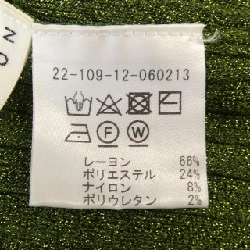 ZO
22-109-12-060213
レーヨン 66%
ポリエステル 24%
ナイロン 8%
ポリウレタン 2%